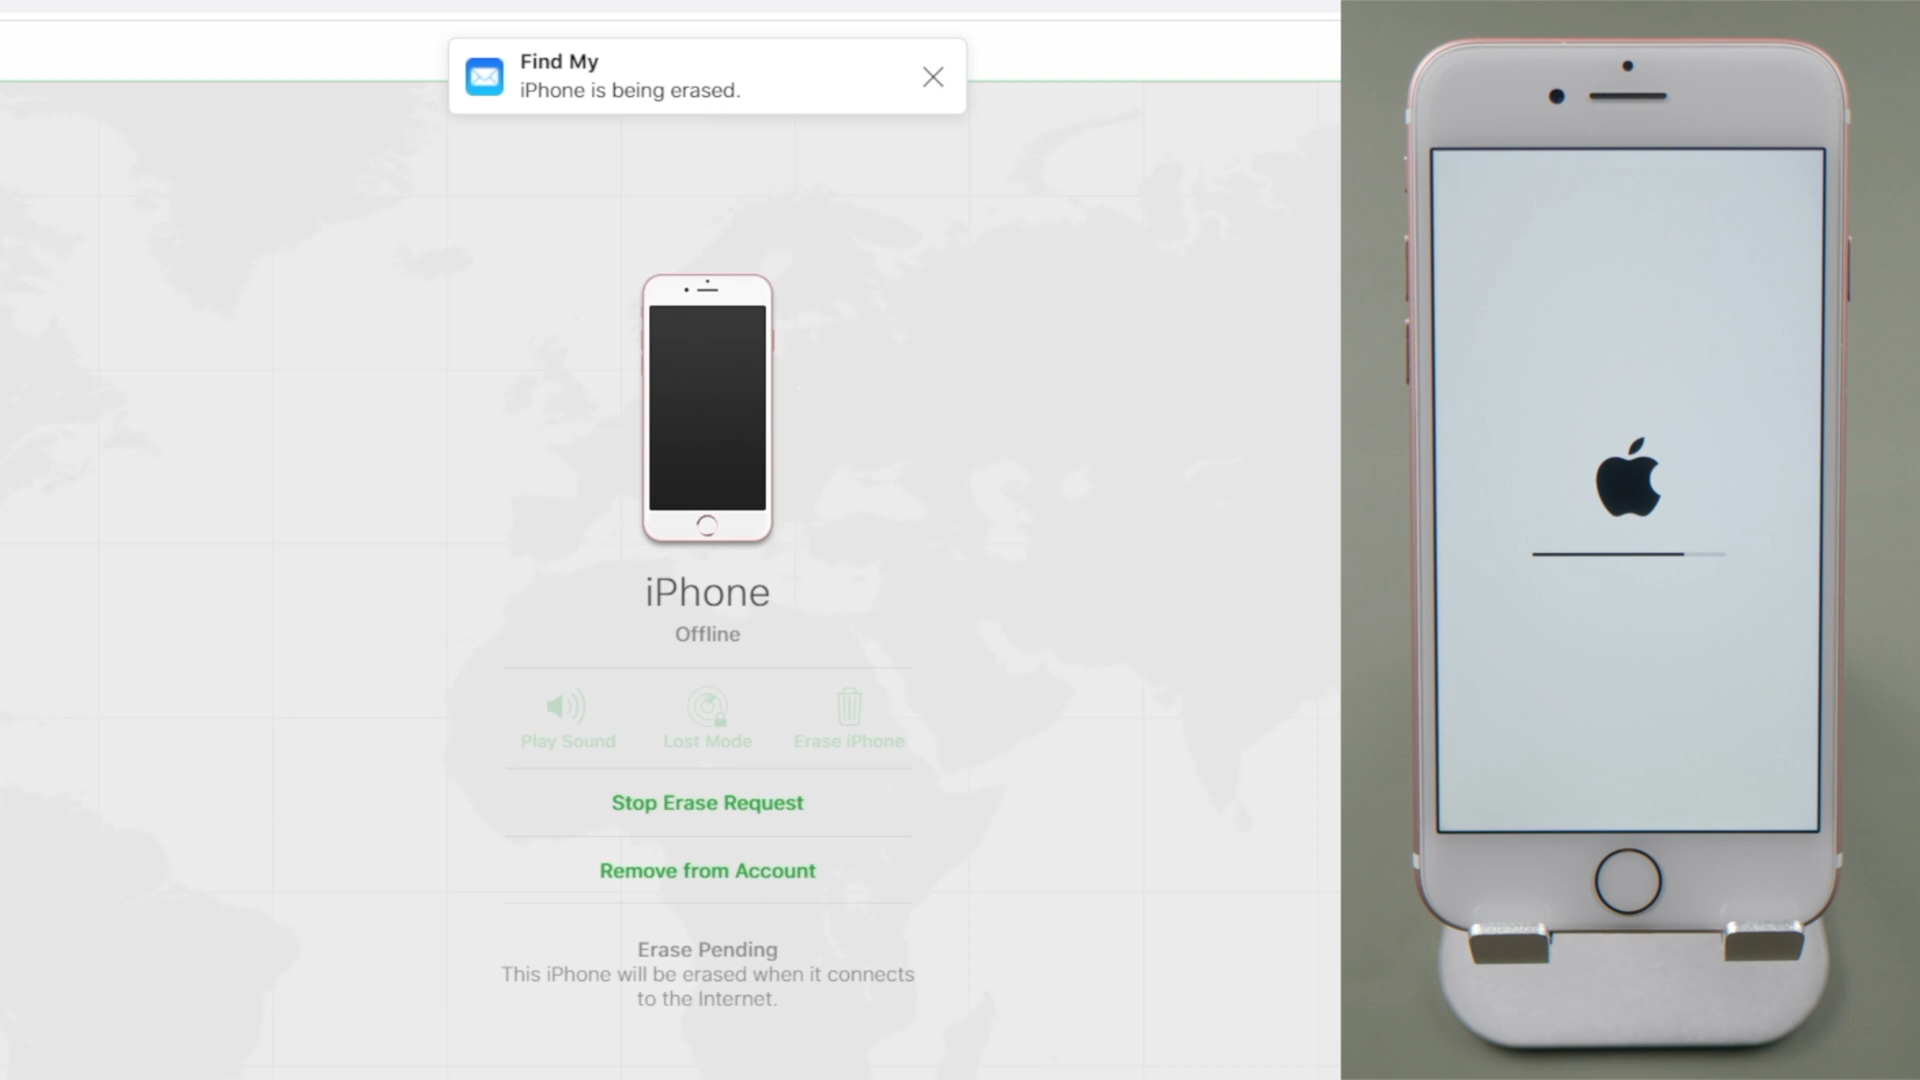 Find My
iPhone is being erased.
iPhone
Offline
Play Sound
Lost Mode
Erase iPhone
Stop Erase Request
Remove from Account
Erase Pending
This iPhone will be erased when it connects
to the Internet.